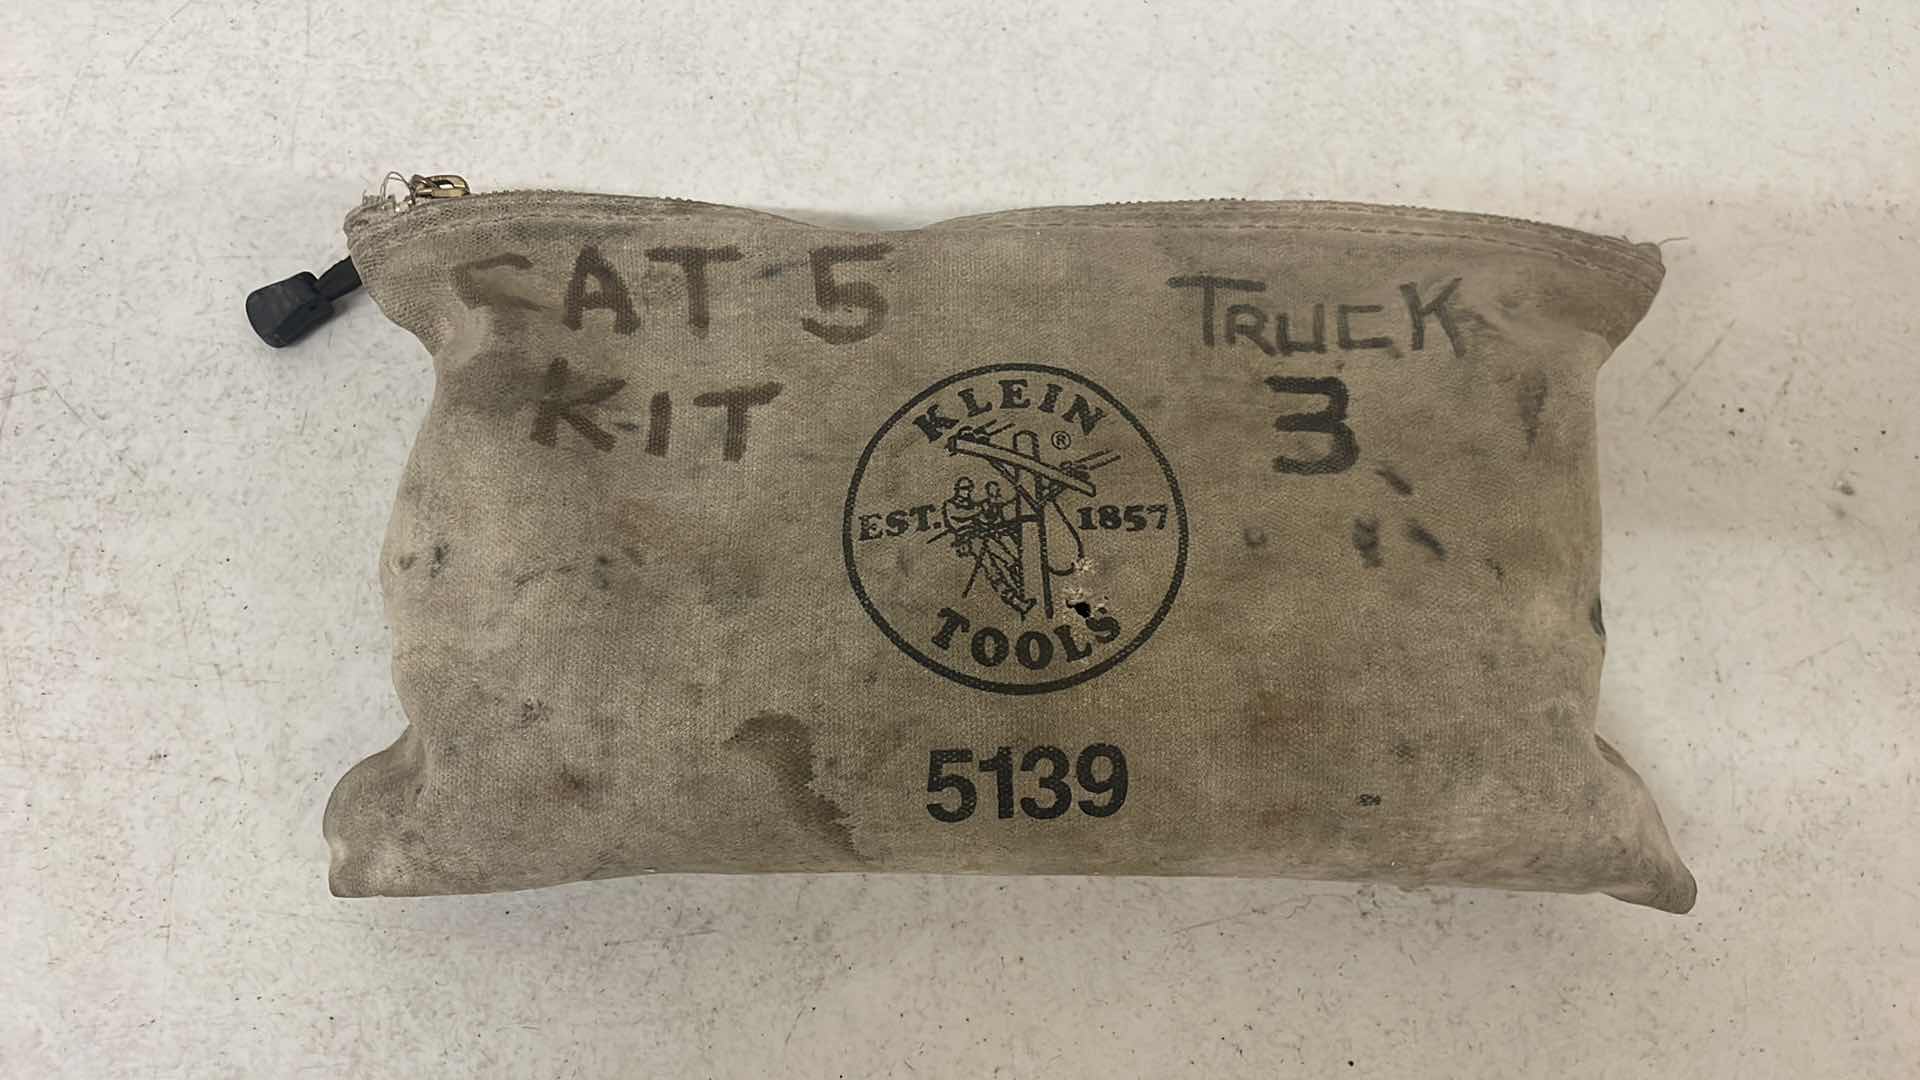 CAT 5
KIT
TRUCK
3
KLEIN
®
EST. 1857
TOOLS
5139